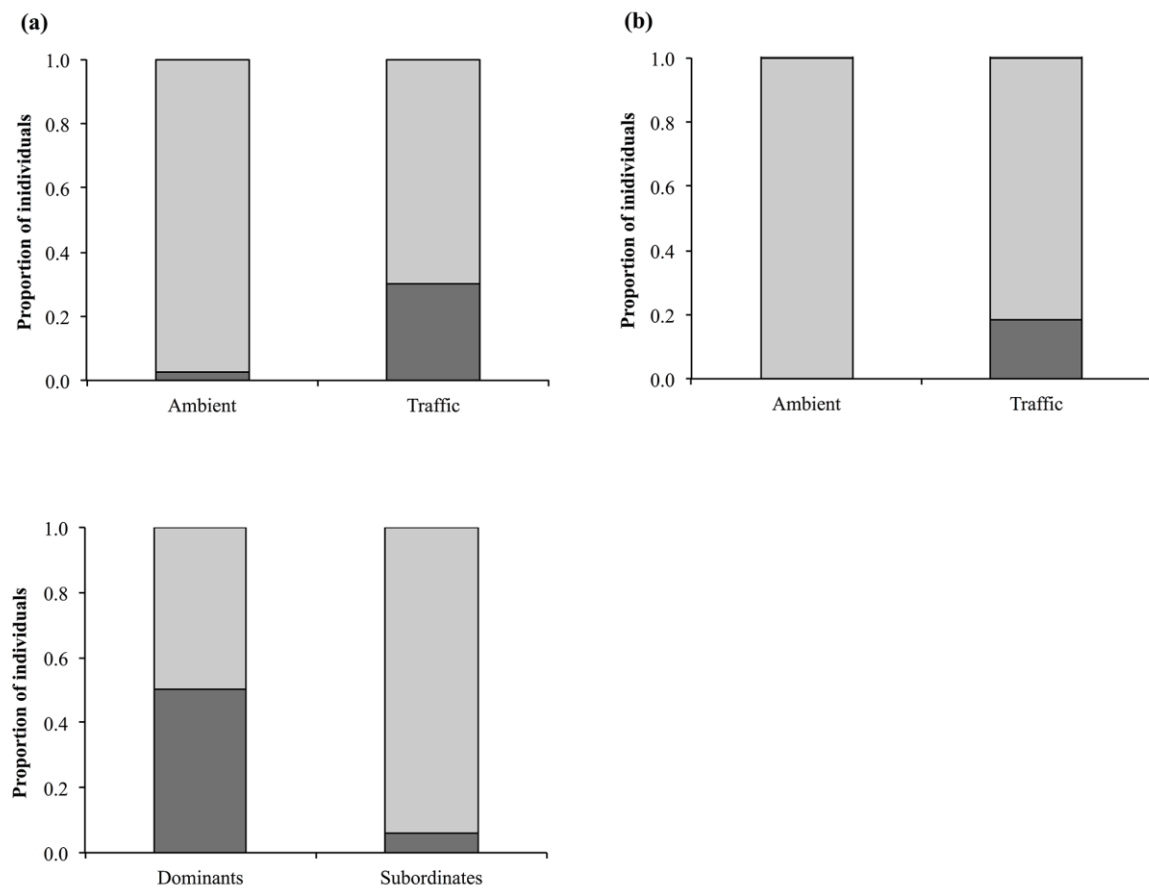 (a)
Proportion of inidividuals
1.0
0.8
0.6
0.4
0.2
0.0
Ambient Traffic
(b)
Proportion of inidividuals
1.0
0.8
0.6
0.4
0.2
0.0
Ambient Traffic
Proportion of individuals
1.0
0.8
0.6
0.4
0.2
0.0
Dominants Subordinates